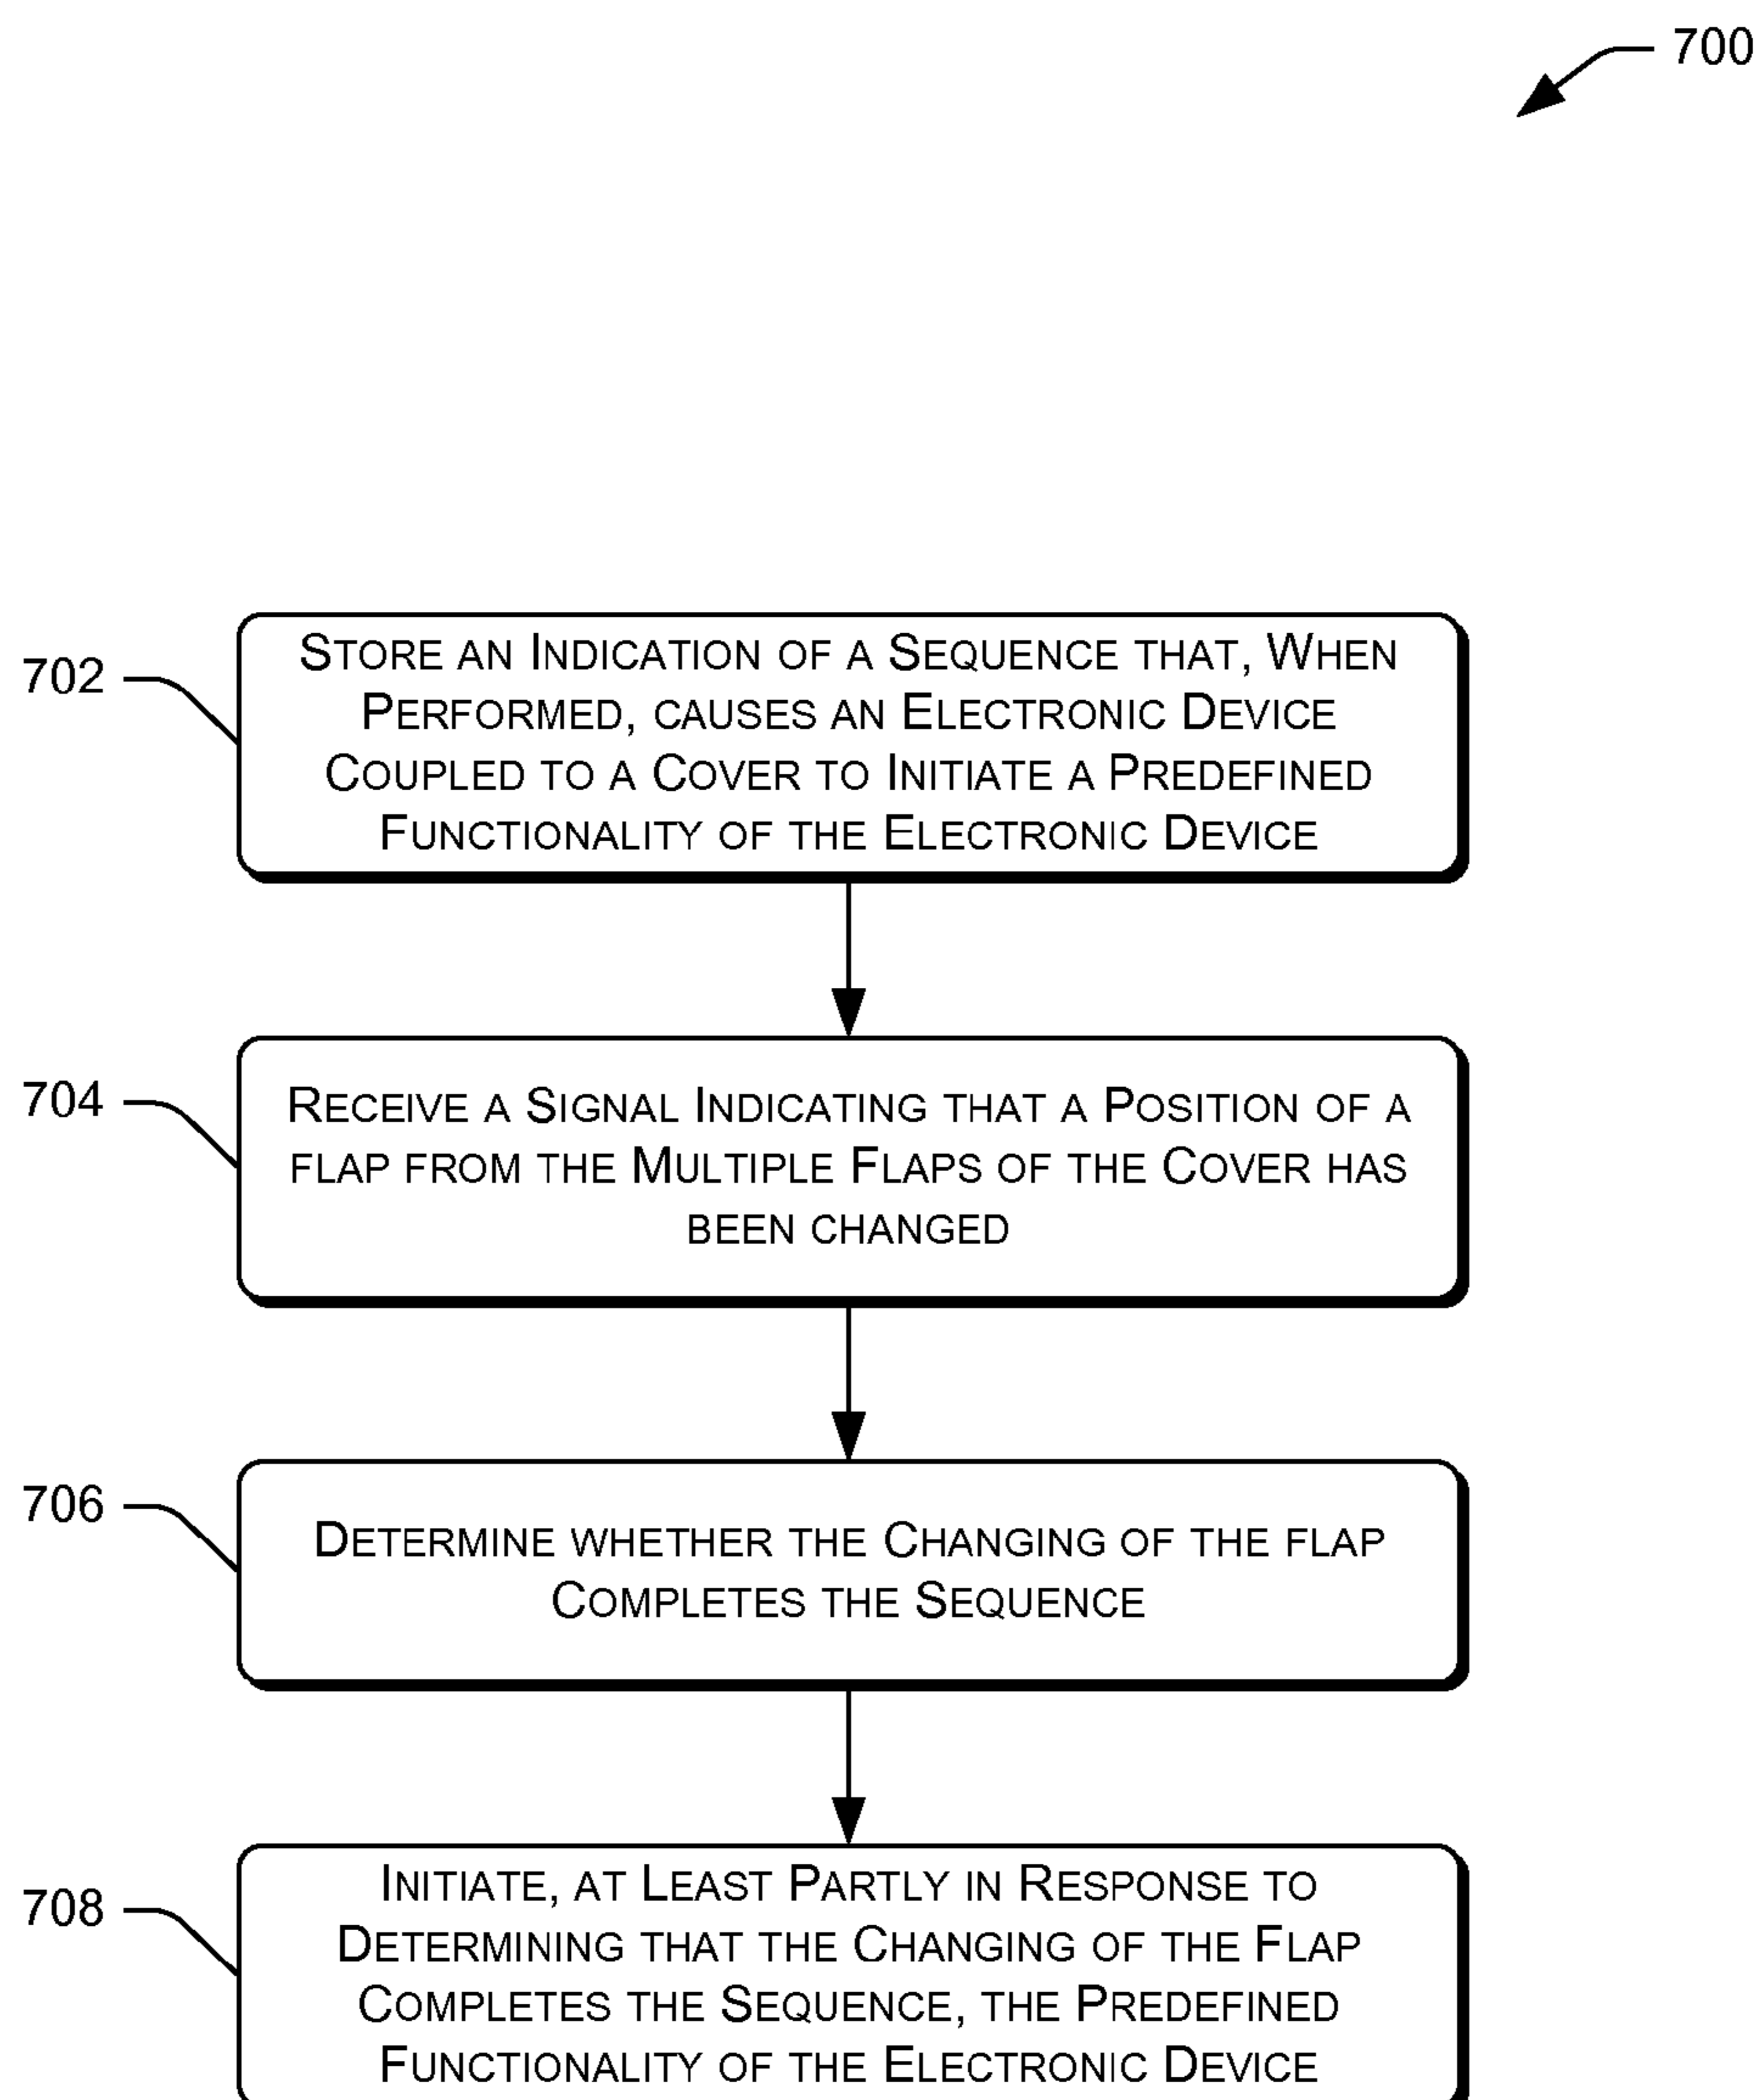 700
702
STORE AN INDICATION OF A SEQUENCE THAT, WHEN
PERFORMED, CAUSES AN ELECTRONIC DEVICE
COUPLED TO A COVER TO INITIATE A PREDEFINED
FUNCTIONALITY OF THE ELECTRONIC DEVICE
704
RECEIVE A SIGNAL INDICATING THAT A POSITION OF A
FLAP FROM THE MULTIPLE FLAPS OF THE COVER HAS
BEEN CHANGED
706
DETERMINE WHETHER THE CHANGING OF THE FLAP
COMPLETES THE SEQUENCE
708
INITIATE, AT LEAST PARTLY IN RESPONSE TO
DETERMINING THAT THE CHANGING OF THE FLAP
COMPLETES THE SEQUENCE, THE PREDEFINED
FUNCTIONALITY OF THE ELECTRONIC DEVICE